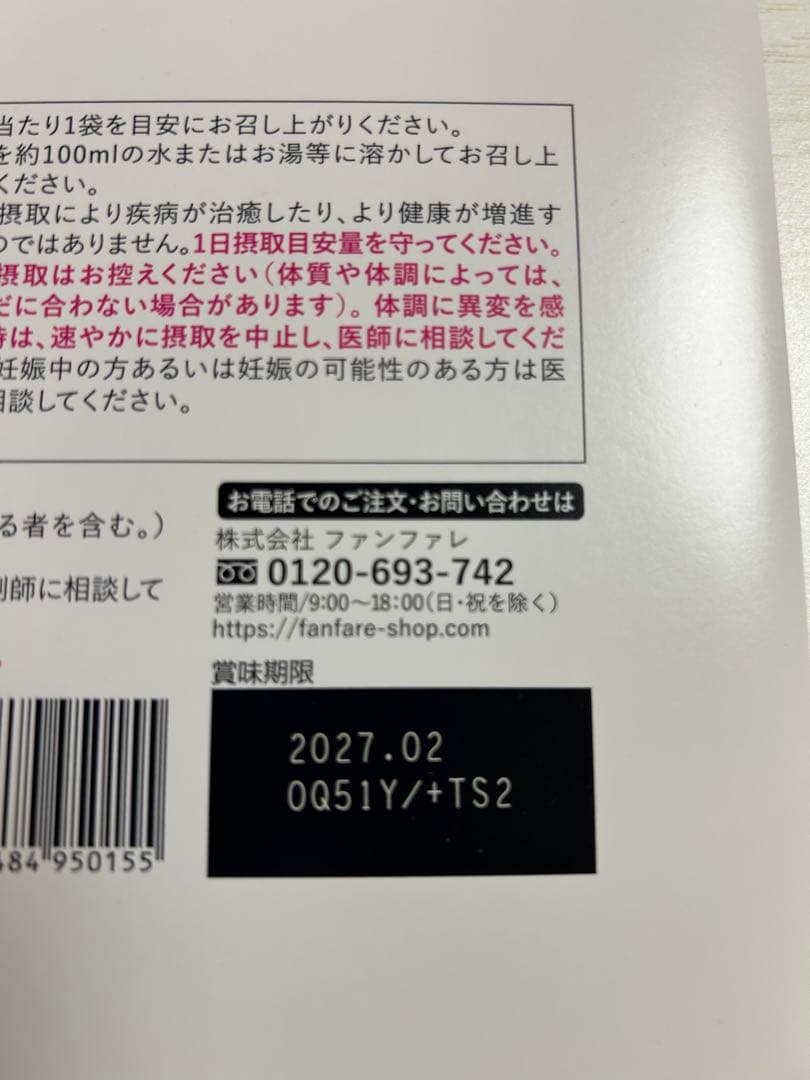 当たり1袋を目安にお召し上がりください。
を約100mlの水またはお湯等に溶かしてお召し上
ください。
摂取により疾病が治癒したり、より健康が増進す
のではありません。1日摂取目安量を守ってください。
摂取はお控えください（体質や体調によっては、
だに合わない場合があります）。体調に異変を感
時は、速やかに摂取を中止し、医師に相談してくだ
妊娠中の方あるいは妊娠の可能性のある方は医
相談してください。
る者を含む。）
剤師に相談して
お電話でのご注文・お問い合わせは
株式会社 ファンファレ
0120-693-742
営業時間/9:00～18:00（日・祝を除く）
https://fanfare-shop.com
賞味期限
2027.02
0Q51Y/+TS2
484 950155